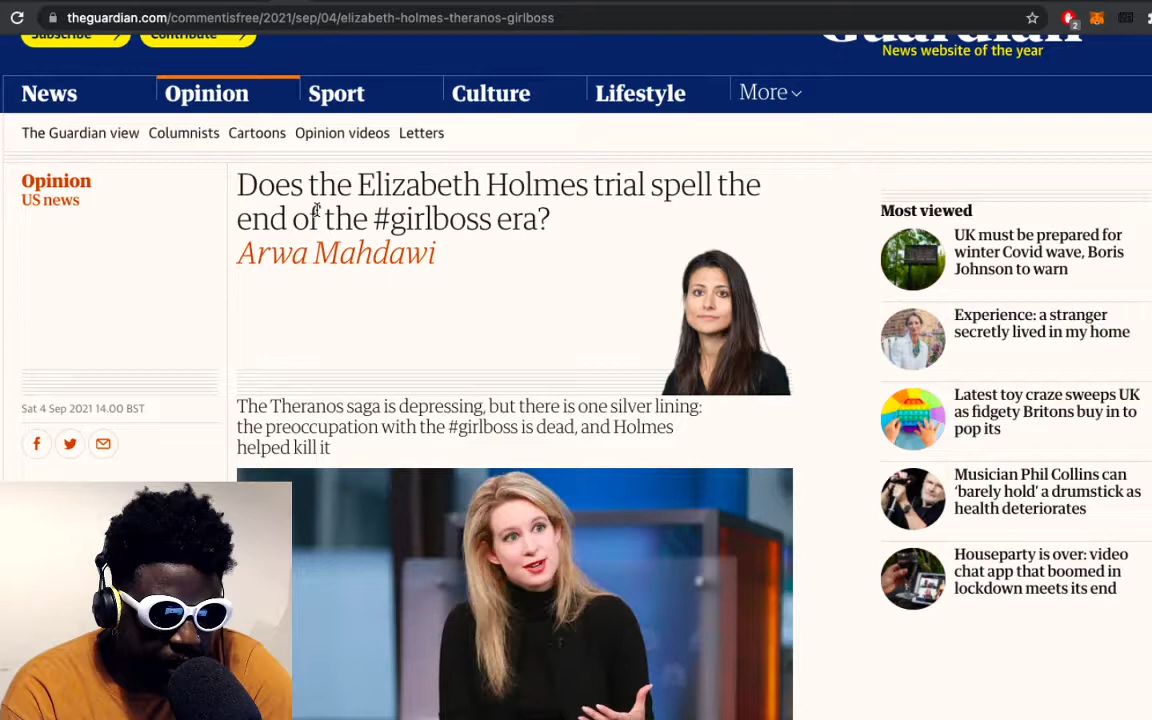 theguardian.com/commentisfree/2021/sep/04/elizabeth-holmes-theranos-girlboss
2
Subscribe
Contribute
Guardian
News website of the year
News
Opinion
Sport
Culture
Lifestyle
More
The Guardian view
Columnists
Cartoons
Opinion videos
Letters
Opinion
US news
Does the Elizabeth Holmes trial spell the
end of the #girlboss era?
Arwa Mahdawi
Sat 4 Sep 2021 14.00 BST
The Theranos saga is depressing, but there is one silver lining:
the preoccupation with the #girlboss is dead, and Holmes
helped kill it
Most viewed
UK must be prepared for
winter Covid wave, Boris
Johnson to warn
Experience: a stranger
secretly lived in my home
Latest toy craze sweeps UK
as fidgety Britons buy in to
pop its
Musician Phil Collins can
‘barely hold’ a drumstick as
health deteriorates
Houseparty is over: video
chat app that boomed in
lockdown meets its end